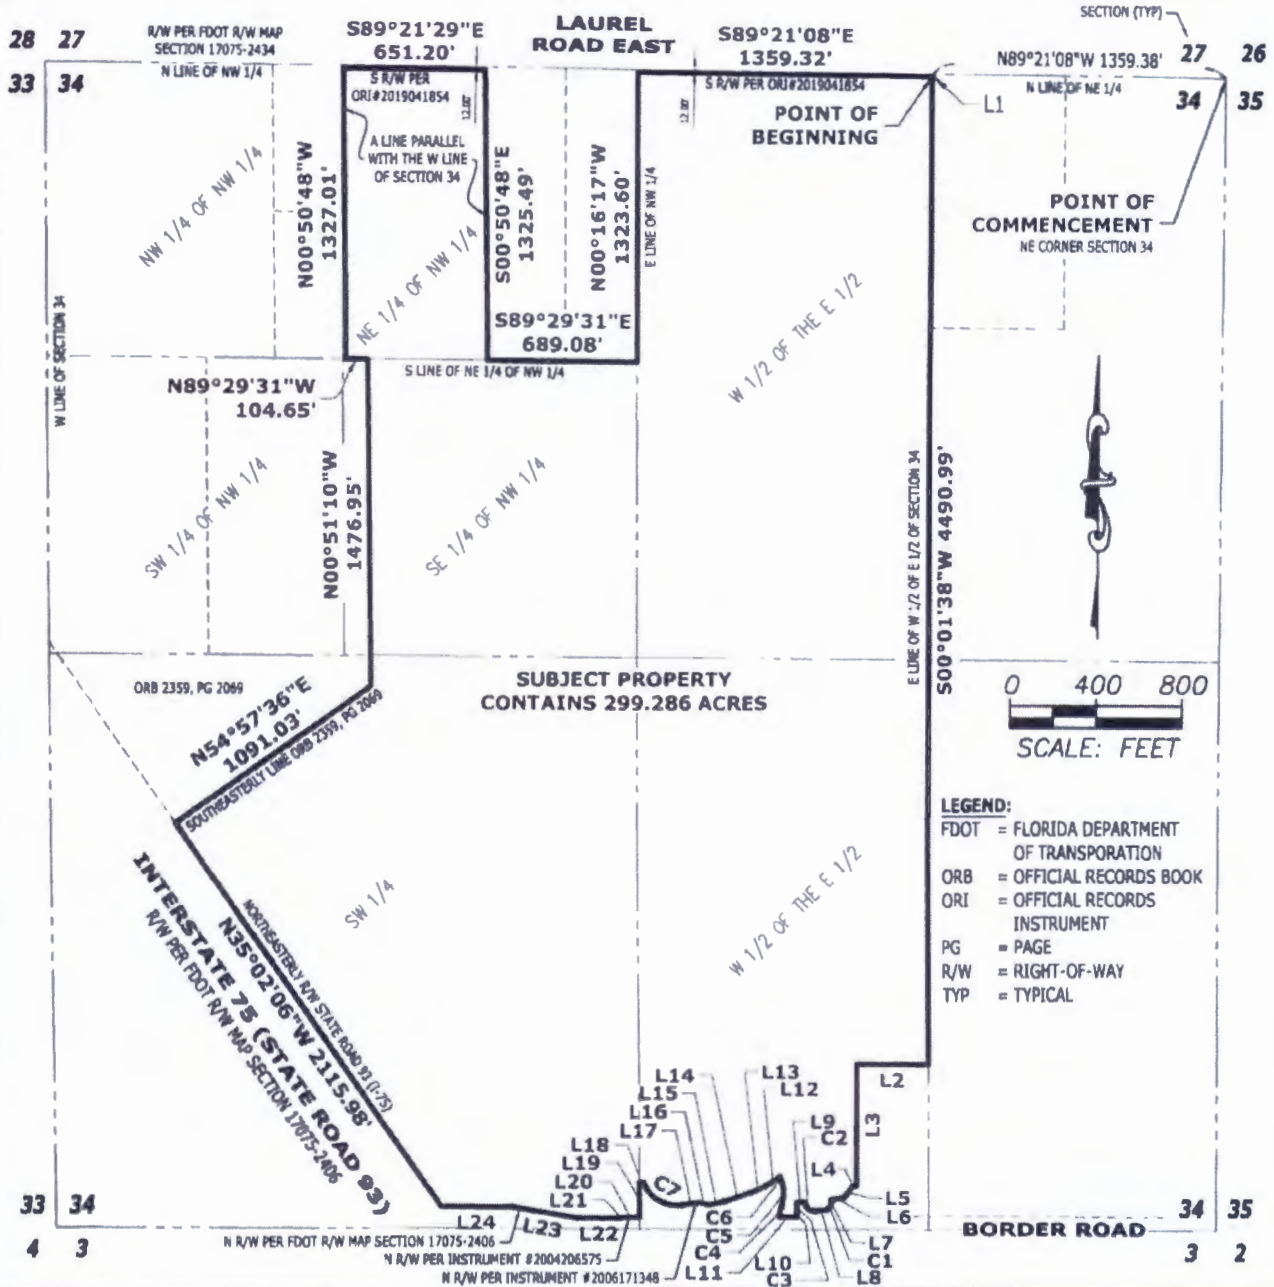 SECTION (TYP)
28 27
33 34
R/W PER FDOT R/W MAP
SECTION 17075-2434
N LINE OF NW 1/4
S89°21'29"E
651.20'
S R/W PER
ORI#2019041854
12.00'
LAUREL
ROAD EAST
S89°21'08"E
1359.32'
S R/W PER ORI#2019041854
12.00'
N89°21'08"W 1359.38'
N LINE OF NE 1/4
27 26
34 35
L1
POINT OF
BEGINNING
POINT OF
COMMENCEMENT
NE CORNER SECTION 34
A LINE PARALLEL
WITH THE W LINE
OF SECTION 34
NW 1/4 OF NW 1/4
N00°50'48"W
1327.01'
NE 1/4 OF NW 1/4
S00°50'48"E
1325.49'
N00°16'17"W
1323.60'
E LINE OF NW 1/4
S89°29'31"E
689.08'
S LINE OF NE 1/4 OF NW 1/4
W 1/2 OF THE E 1/2
W LINE OF SECTION 34
N89°29'31"W
104.65'
N00°51'10"W
1476.95'
SW 1/4 OF NW 1/4
SE 1/4 OF NW 1/4
E LINE OF W 1/2 OF E 1/2 OF SECTION 34
S00°01'38"W 4490.99'
ORB 2359, PG 2069
N54°57'36"E
1091.03'
SOUTHEASTERLY LINE ORB 2359, PG 2069
SUBJECT PROPERTY
CONTAINS 299.286 ACRES
0 400 800
SCALE: FEET
LEGEND:
FDOT = FLORIDA DEPARTMENT
OF TRANSPORATION
ORB = OFFICIAL RECORDS BOOK
ORI = OFFICIAL RECORDS
INSTRUMENT
PG = PAGE
R/W = RIGHT-OF-WAY
TYP = TYPICAL
SW 1/4
W 1/2 OF THE E 1/2
NORTHEASTERLY R/W STATE ROAD 93 (I-75)
N35°02'06"W 2115.98'
INTERSTATE 75 (STATE ROAD 93)
R/W PER FDOT R/W MAP SECTION 17075-2406
L2
L3
L14
L15
L16
L17
L18
L19
L20
L21
L13
L12
L9
C2
L4
L5
L6
L7
C1
L8
C7
C6
C5
C4
L11
L10
C3
L24
L23
L22
33 34
4 3
N R/W PER FDOT R/W MAP SECTION 17075-2406
N R/W PER INSTRUMENT #2004206575
N R/W PER INSTRUMENT #2006171348
BORDER ROAD
34 35
3 2